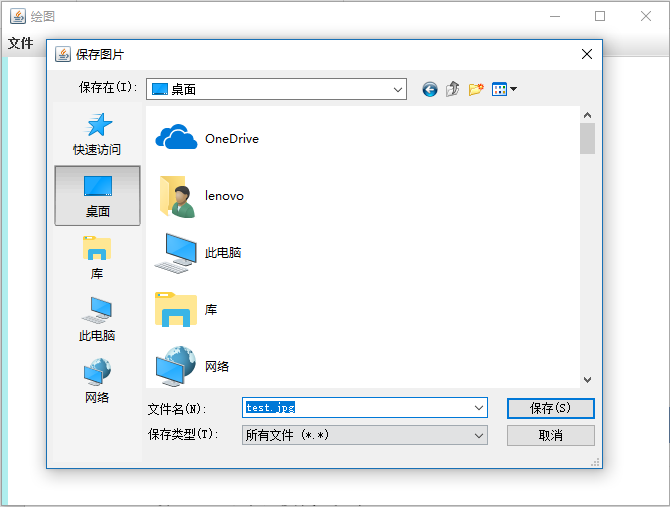 绘图
文件
保存图片
保存在(I):
桌面
快速访问
桌面
库
此电脑
网络
OneDrive
lenovo
此电脑
库
网络
文件名(N):
test.jpg
保存(S)
保存类型(T):
所有文件 (*.*)
取消